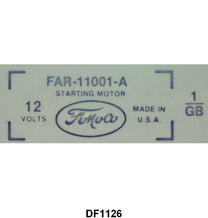 FAR-11001-A
STARTING MOTOR
12 VOLTS
FoMoCo
MADE IN U.S.A.
1
GB
DF1126